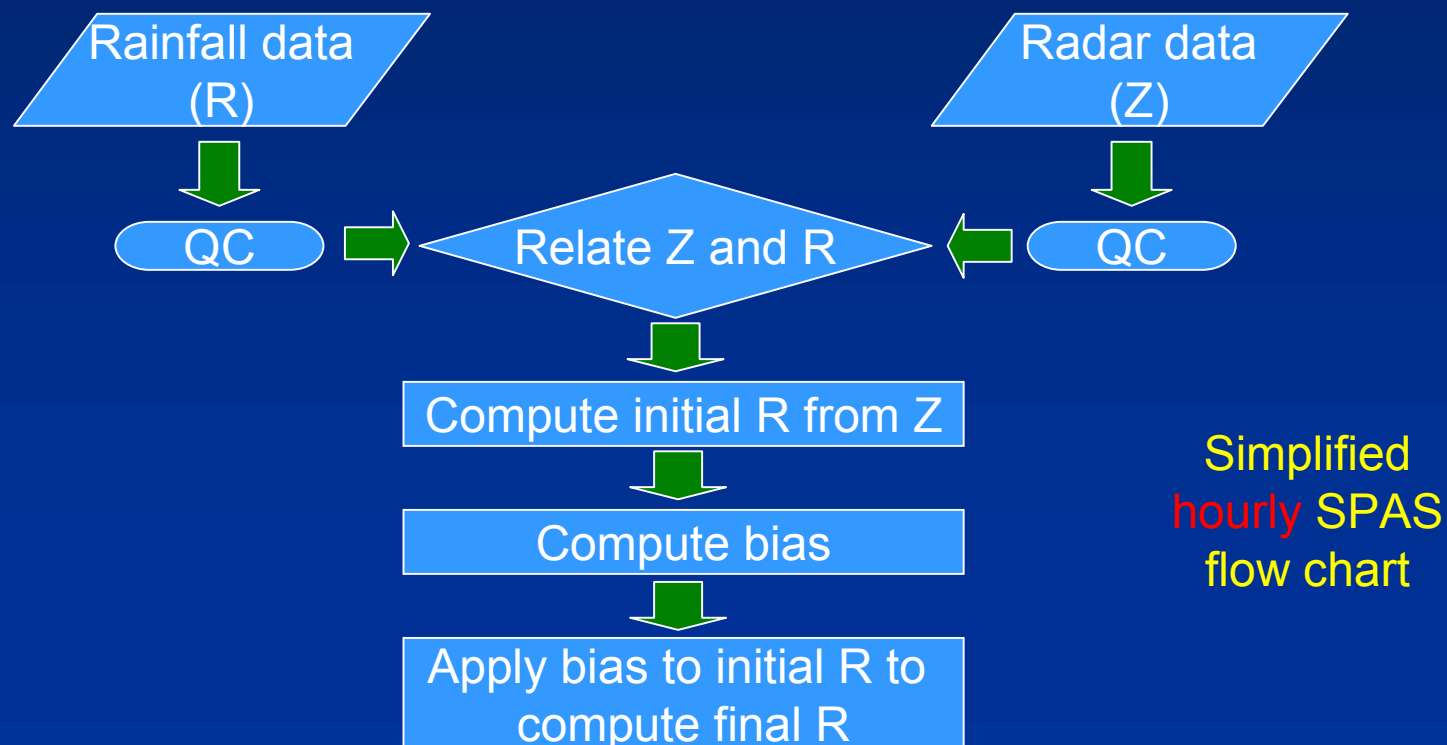 Rainfall data
(R)
Radar data
(Z)
QC
Relate Z and R
QC
Compute initial R from Z
Compute bias
Apply bias to initial R to
compute final R
Simplified
hourly SPAS
flow chart